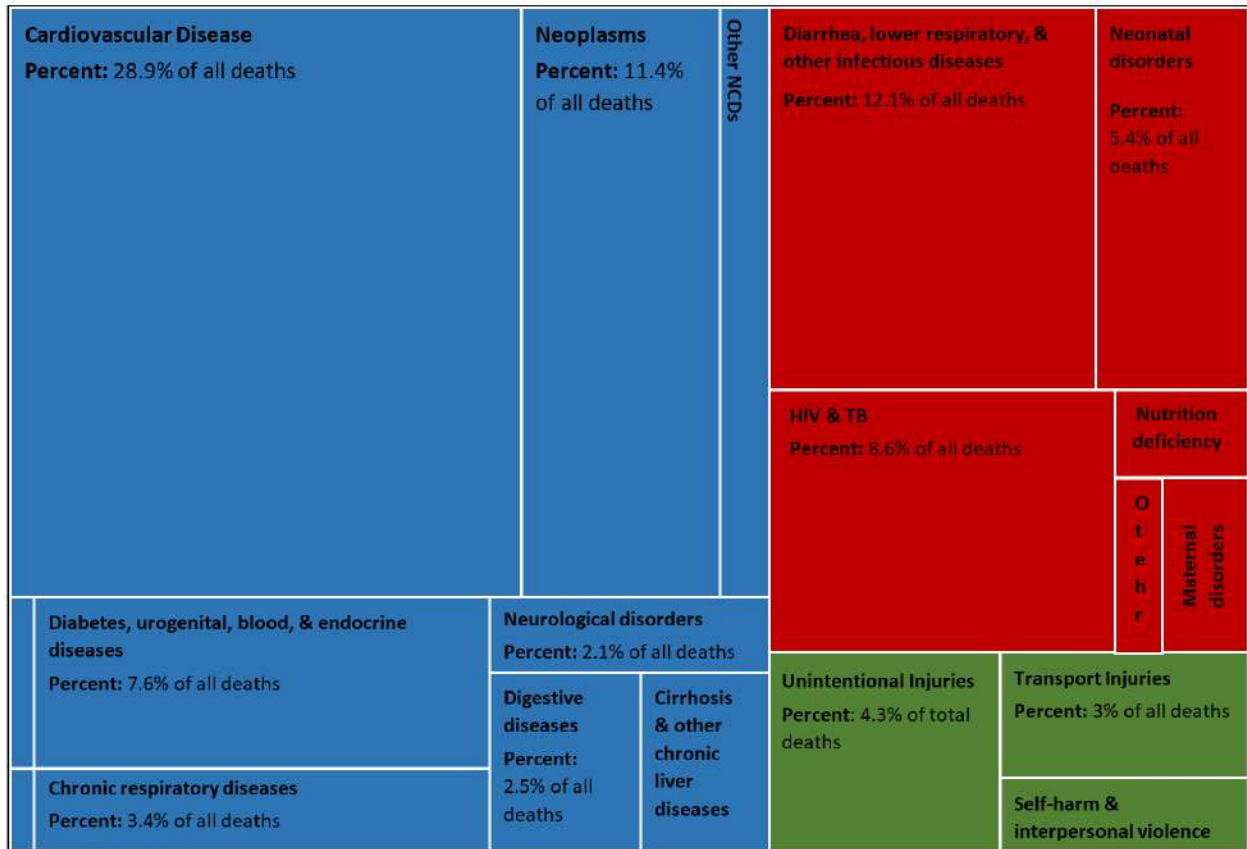 Cardiovascular Disease
Percent: 28.9% of all deaths
Neoplasms
Percent: 11.4%
of all deaths
Other NCDs
Diarrhea, lower respiratory, &
other infectious diseases
Percent: 12.1% of all deaths
Neonatal
disorders
Percent:
5.4% of all
deaths
HIV & TB
Percent: 8.6% of all deaths
Nutrition
deficiency
O
t
e
h
r
Maternal
disorders
Diabetes, urogenital, blood, & endocrine
diseases
Percent: 7.6% of all deaths
Chronic respiratory diseases
Percent: 3.4% of all deaths
Neurological disorders
Percent: 2.1% of all deaths
Digestive
diseases
Percent:
2.5% of all
deaths
Cirrhosis
& other
chronic
liver
diseases
Unintentional Injuries
Percent: 4.3% of total
deaths
Transport Injuries
Percent: 3% of all deaths
Self-harm &
interpersonal violence